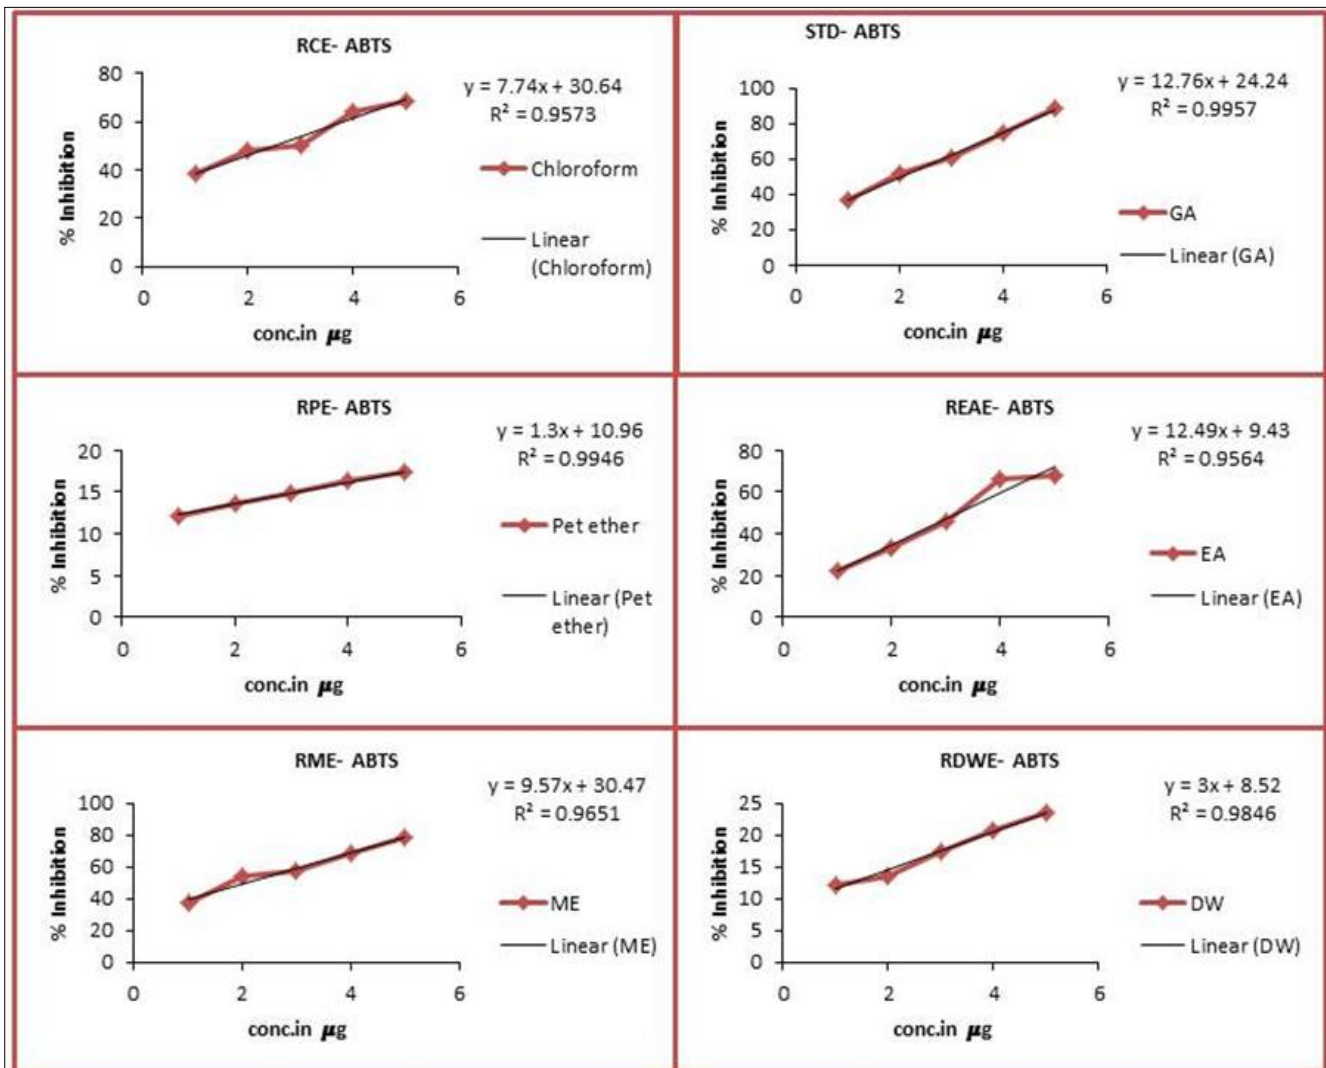 RCE- ABTS
80
60
40
20
0
% Inhibition
0 2 4 6
conc.in μg
y = 7.74x + 30.64
R² = 0.9573
Chloroform
Linear
(Chloroform)
STD- ABTS
100
80
60
40
20
0
% Inhibition
0 2 4 6
conc.in μg
y = 12.76x + 24.24
R² = 0.9957
GA
Linear (GA)
RPE- ABTS
20
15
10
5
0
% Inhibition
0 2 4 6
conc.in μg
y = 1.3x + 10.96
R² = 0.9946
Pet ether
Linear (Pet
ether)
REAE- ABTS
80
60
40
20
0
% Inhibition
0 2 4 6
conc.in μg
y = 12.49x + 9.43
R² = 0.9564
EA
Linear (EA)
RME- ABTS
100
80
60
40
20
0
% Inhibition
0 2 4 6
conc.in μg
y = 9.57x + 30.47
R² = 0.9651
ME
Linear (ME)
RDWE- ABTS
25
20
15
10
5
0
% Inhibition
0 2 4 6
conc.in μg
y = 3x + 8.52
R² = 0.9846
DW
Linear (DW)